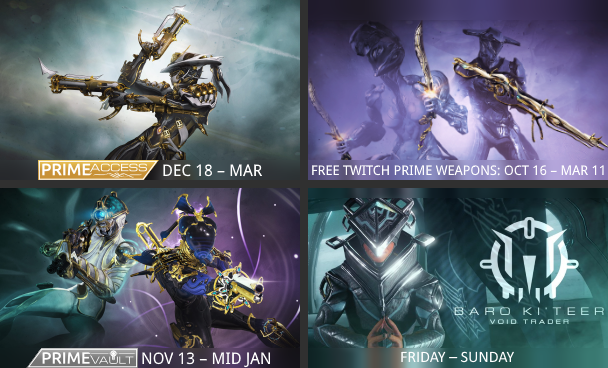 PRIMEACCESS DEC 18 – MAR
FREE TWITCH PRIME WEAPONS: OCT 16 – MAR 11
PRIMEVAULT NOV 13 – MID JAN
BARO KI'TEER
VOID TRADER
FRIDAY – SUNDAY